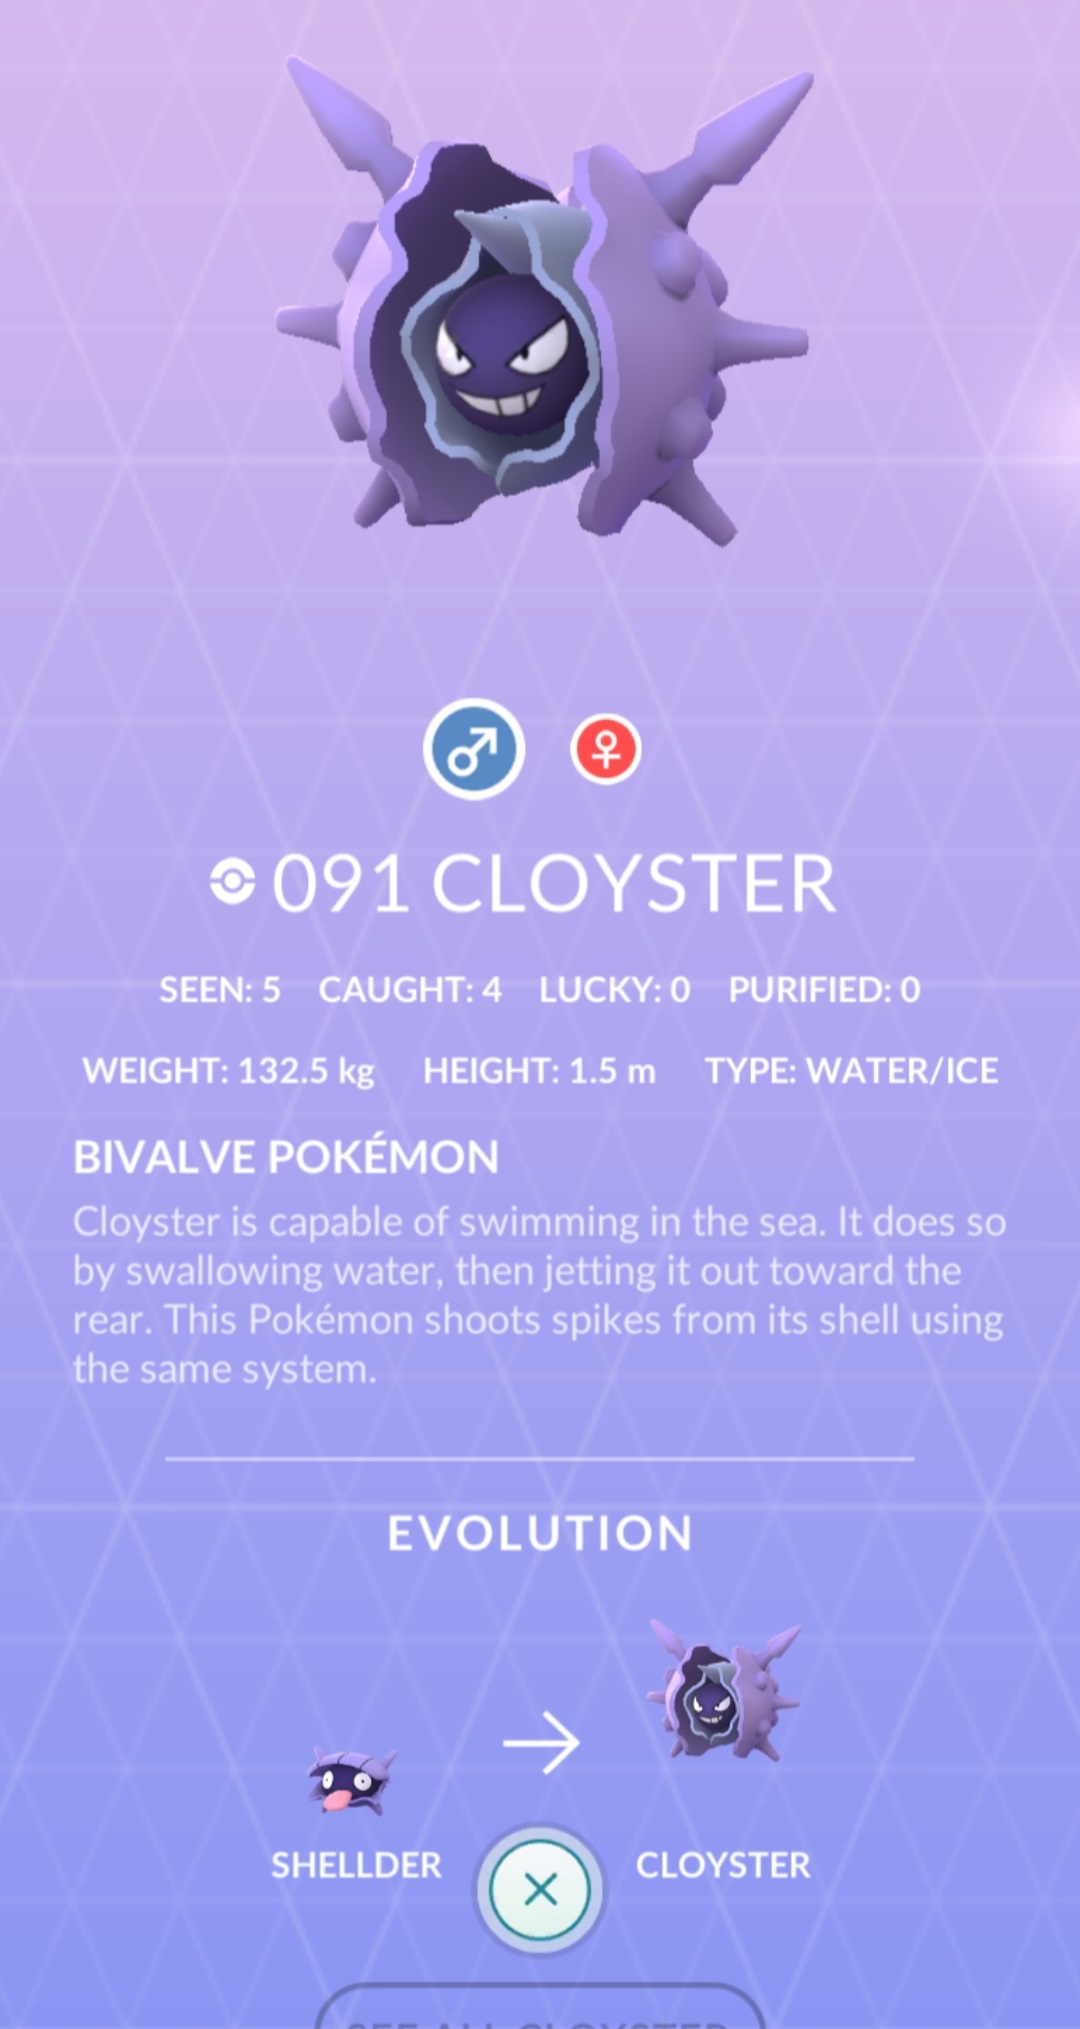 091 CLOYSTER
SEEN: 5 CAUGHT: 4 LUCKY: 0 PURIFIED: 0
WEIGHT: 132.5 kg HEIGHT: 1.5 m TYPE: WATER/ICE
BIVALVE POKÉMON
Cloyster is capable of swimming in the sea. It does so
by swallowing water, then jetting it out toward the
rear. This Pokémon shoots spikes from its shell using
the same system.
EVOLUTION
SHELLDER CLOYSTER
SEE ALL CLOYSTER